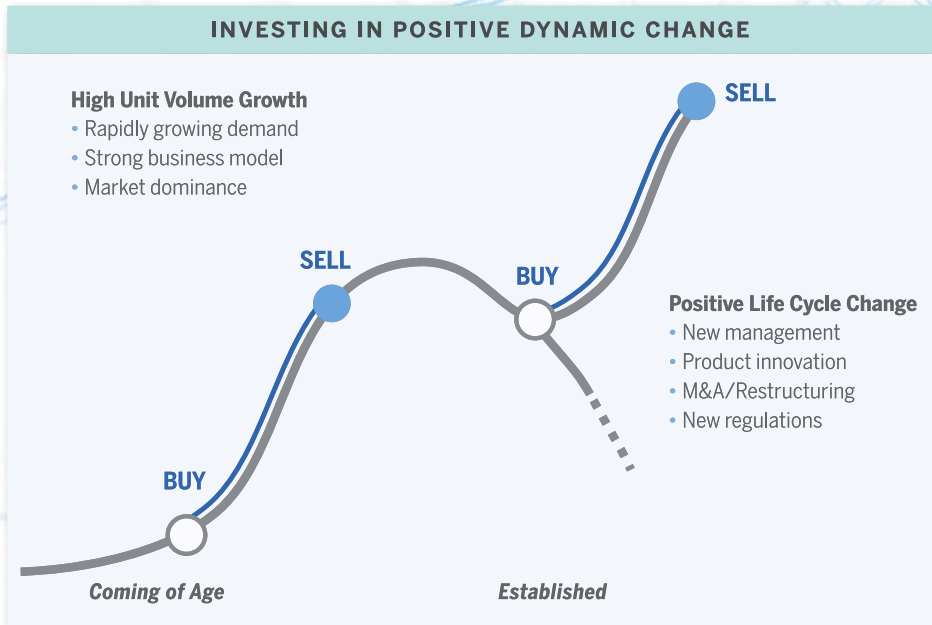 INVESTING IN POSITIVE DYNAMIC CHANGE
High Unit Volume Growth
• Rapidly growing demand
• Strong business model
• Market dominance
SELL
SELL
BUY
Positive Life Cycle Change
• New management
• Product innovation
• M&A/Restructuring
• New regulations
BUY
Coming of Age
Established